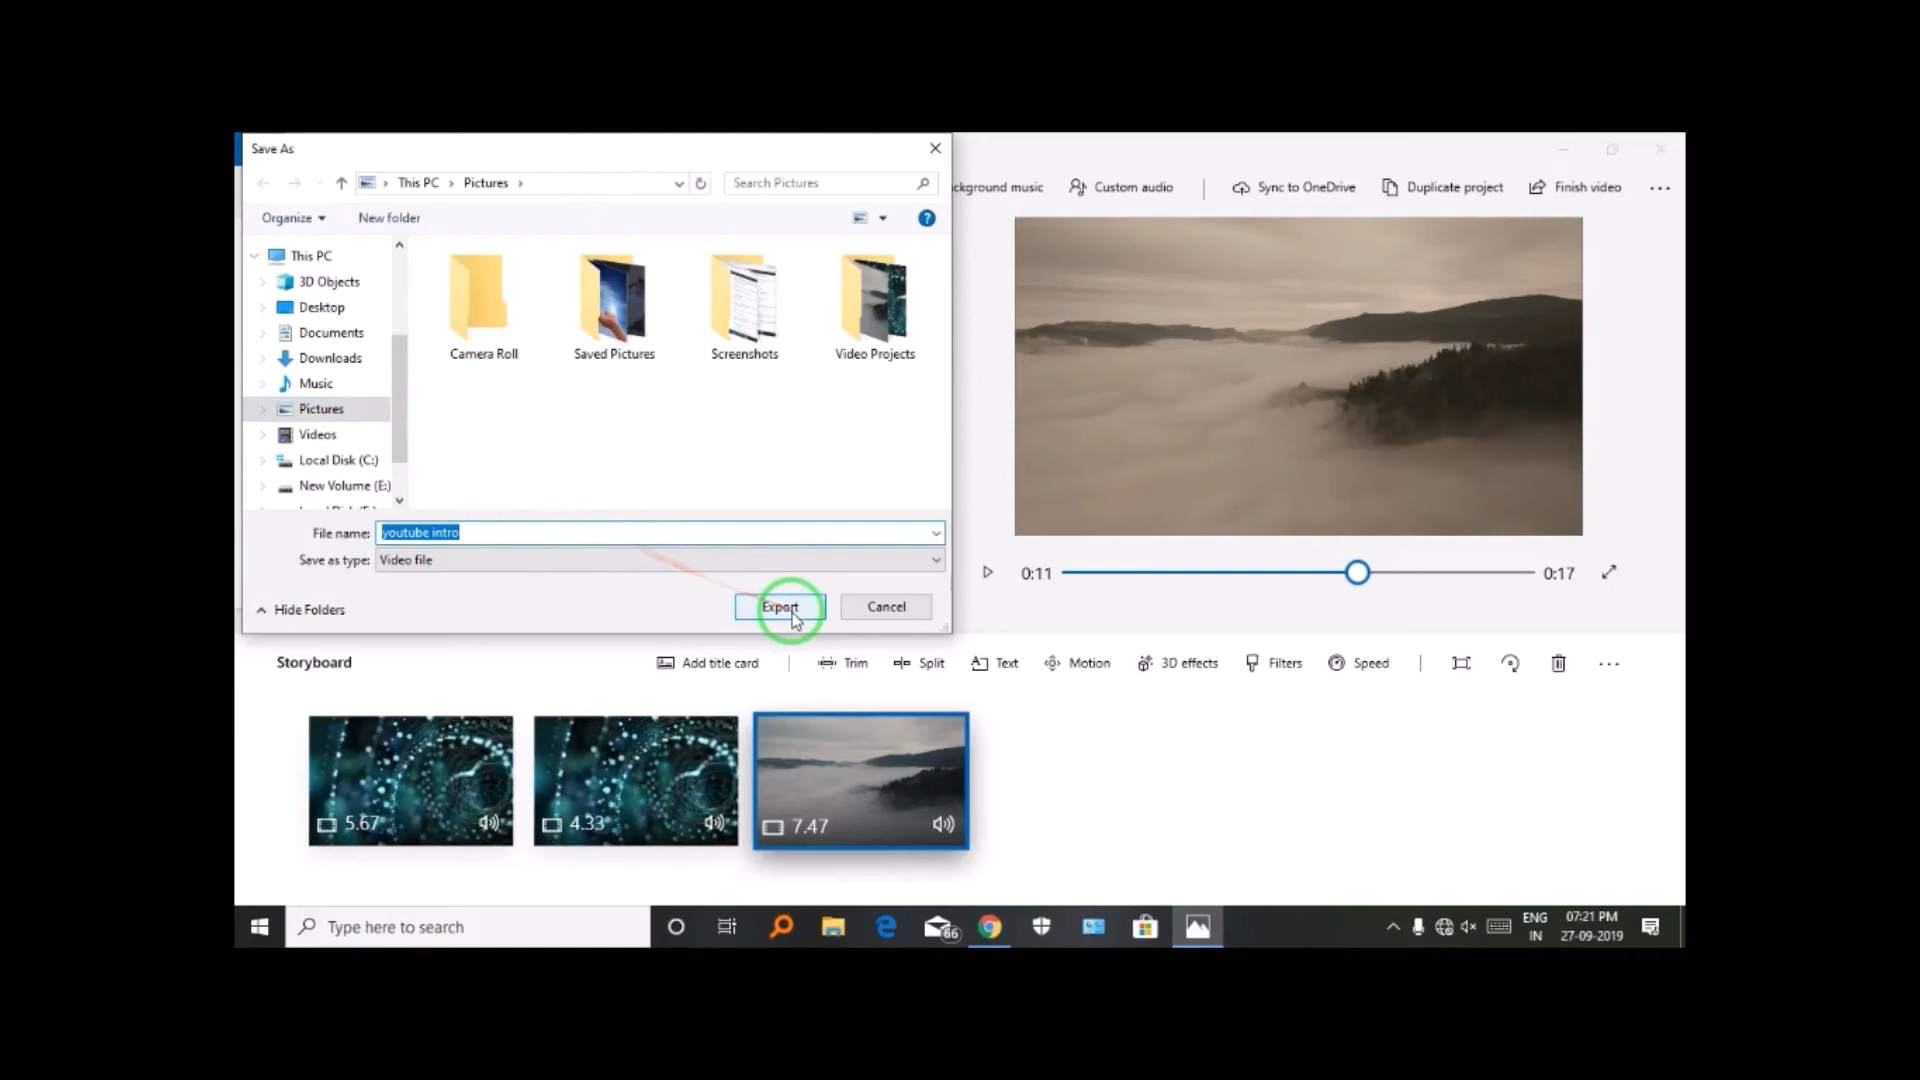 Save As
This PC
Pictures
Search Pictures
Organize
New folder
ckground music
Custom audio
Sync to OneDrive
Duplicate project
Finish video
This PC
3D Objects
Desktop
Documents
Downloads
Music
Pictures
Videos
Local Disk (C:)
New Volume (E:)
Camera Roll
Saved Pictures
Screenshots
Video Projects
File name:
youtube intro
Save as type:
Video file
Hide Folders
Export
Cancel
0:11
0:17
Storyboard
Add title card
Trim
Split
Text
Motion
3D effects
Filters
Speed
5.67
4.33
7.47
Type here to search
66
ENG
IN
07:21 PM
27-09-2019